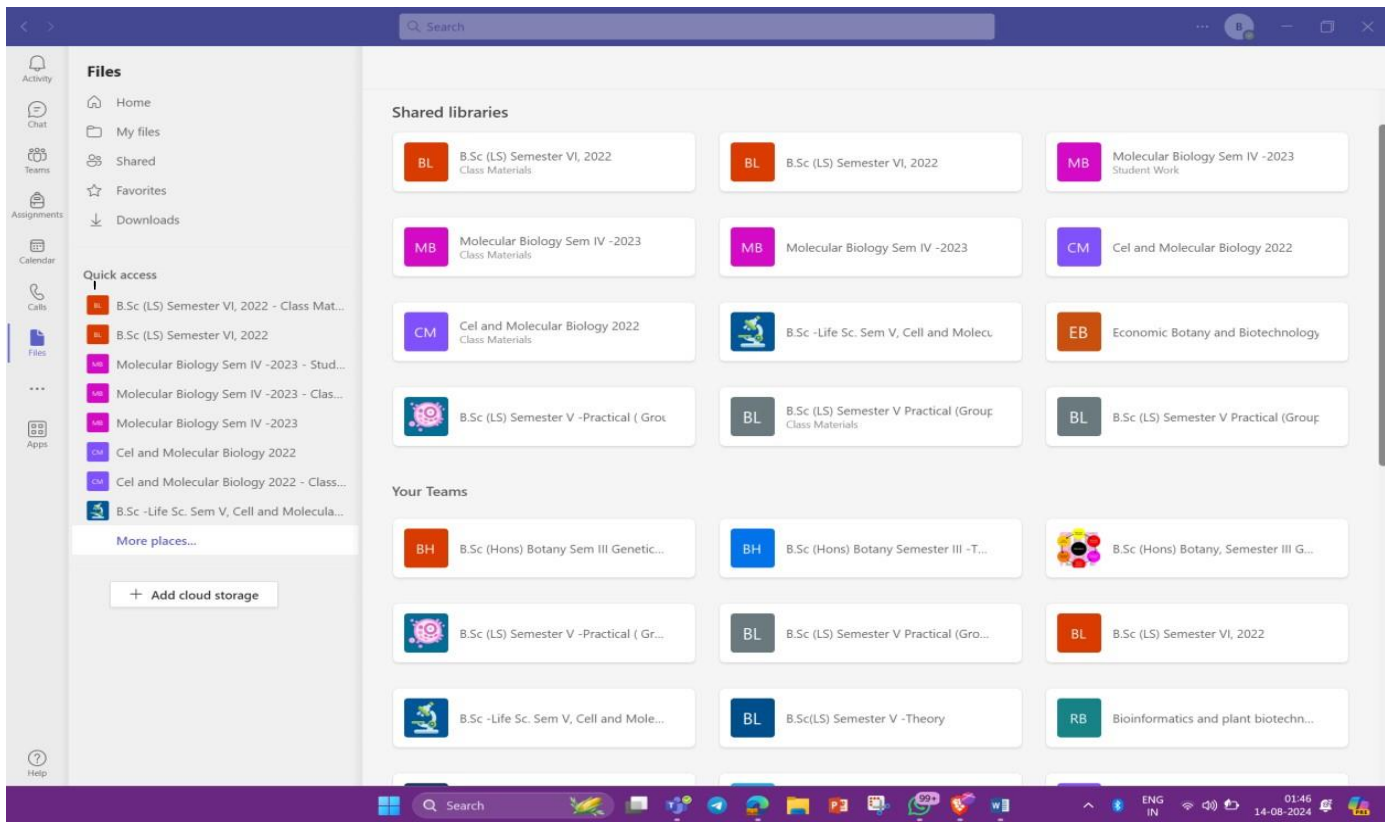 Search
B
Activity
Chat
Teams
Assignments
Calendar
Calls
Files
Apps
Help
Files
Home
My files
Shared
Favorites
Downloads
Quick access
BL B.Sc (LS) Semester VI, 2022 - Class Mat...
BL B.Sc (LS) Semester VI, 2022
MB Molecular Biology Sem IV -2023 - Stud...
MB Molecular Biology Sem IV -2023 - Clas...
MB Molecular Biology Sem IV -2023
CM Cel and Molecular Biology 2022
CM Cel and Molecular Biology 2022 - Class...
B.Sc -Life Sc. Sem V, Cell and Molecula...
More places...
+ Add cloud storage
Shared libraries
BL B.Sc (LS) Semester VI, 2022
Class Materials
BL B.Sc (LS) Semester VI, 2022
MB Molecular Biology Sem IV -2023
Student Work
MB Molecular Biology Sem IV -2023
Class Materials
MB Molecular Biology Sem IV -2023
CM Cel and Molecular Biology 2022
CM Cel and Molecular Biology 2022
Class Materials
B.Sc -Life Sc. Sem V, Cell and Molecu
EB Economic Botany and Biotechnology
B.Sc (LS) Semester V -Practical ( Grou
BL B.Sc (LS) Semester V Practical (Group
Class Materials
BL B.Sc (LS) Semester V Practical (Group
Your Teams
BH B.Sc (Hons) Botany Sem III Genetic...
BH B.Sc (Hons) Botany Semester III -T...
B.Sc (Hons) Botany, Semester III G...
B.Sc (LS) Semester V -Practical ( Gr...
BL B.Sc (LS) Semester V Practical (Gro...
BL B.Sc (LS) Semester VI, 2022
B.Sc -Life Sc. Sem V, Cell and Mole...
BL B.Sc(LS) Semester V -Theory
RB Bioinformatics and plant biotechn...
Search
99+
ENG
IN
01:46
14-08-2024